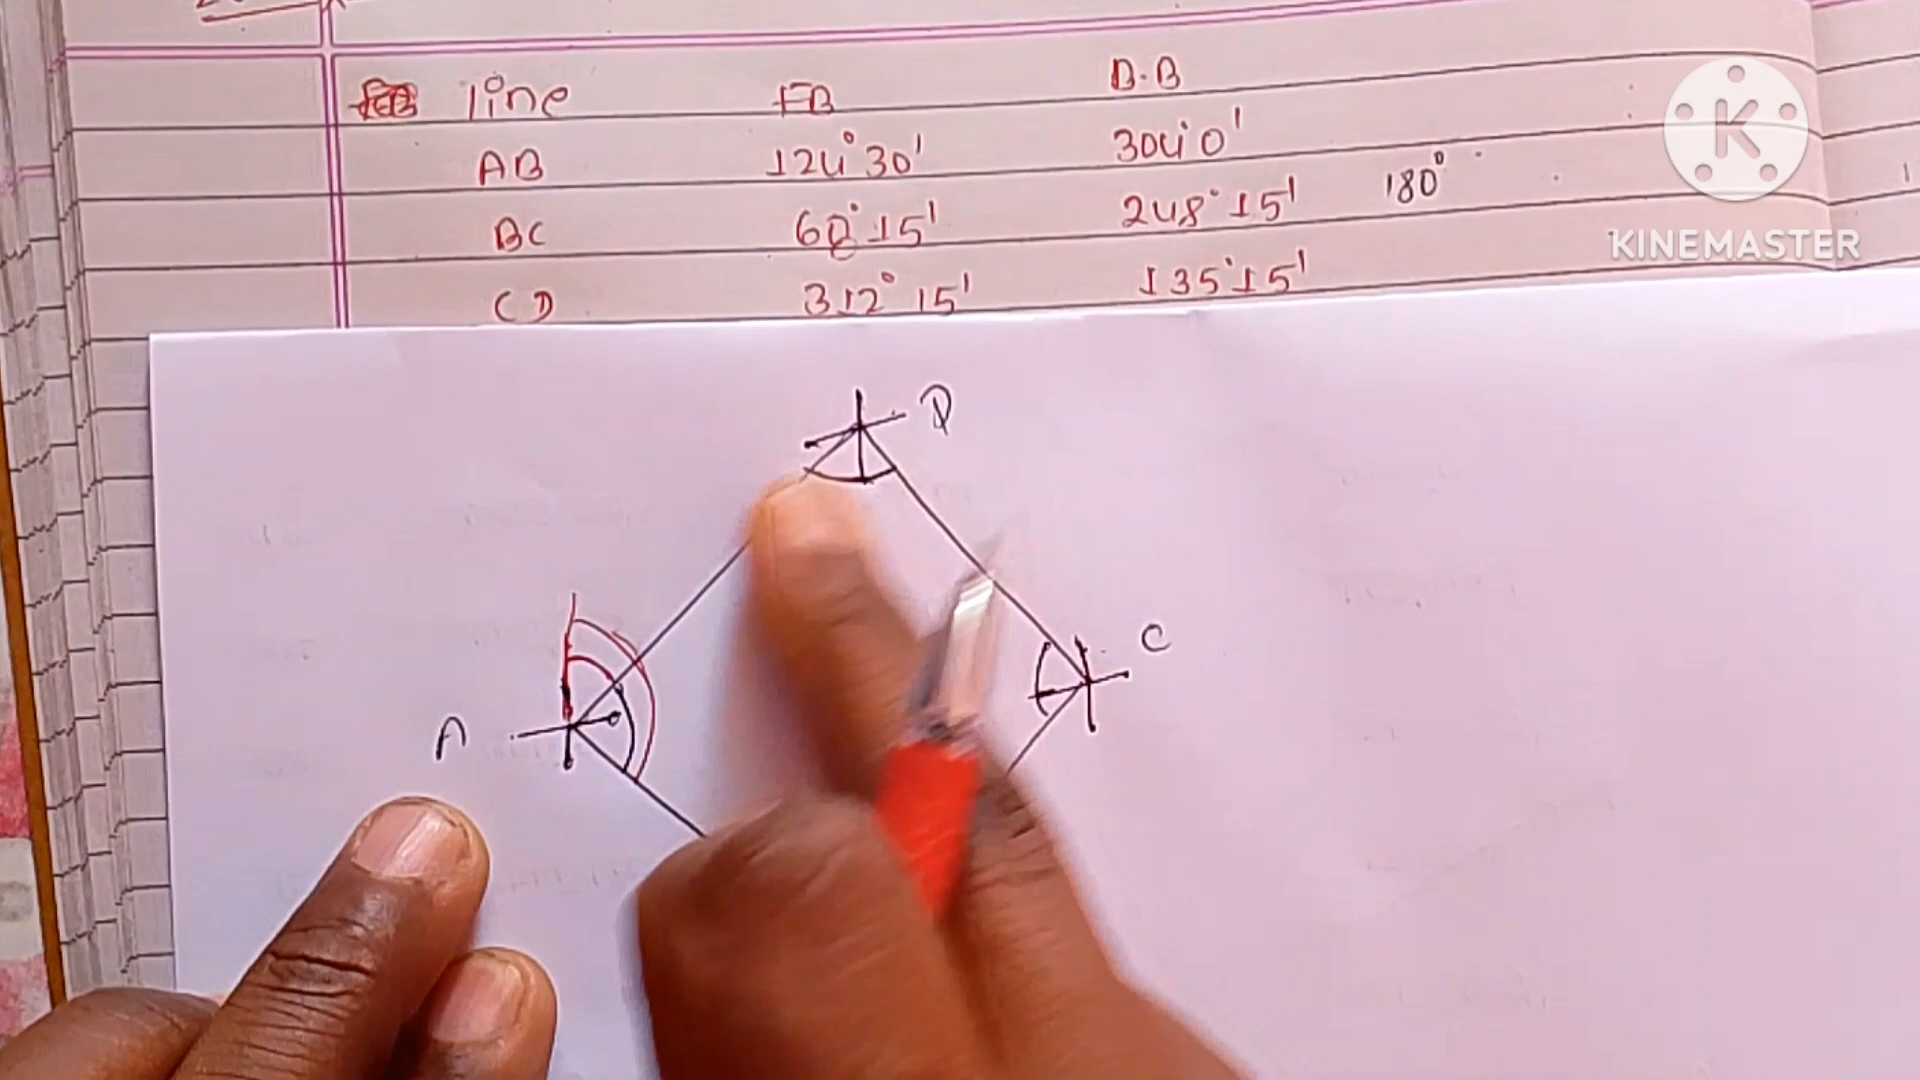 line FB B.B
AB 124°30' 304°0'
BC 68°15' 248°15' 180°
CD 312°15' 135°15'
K
KINEMASTER
D
C
A